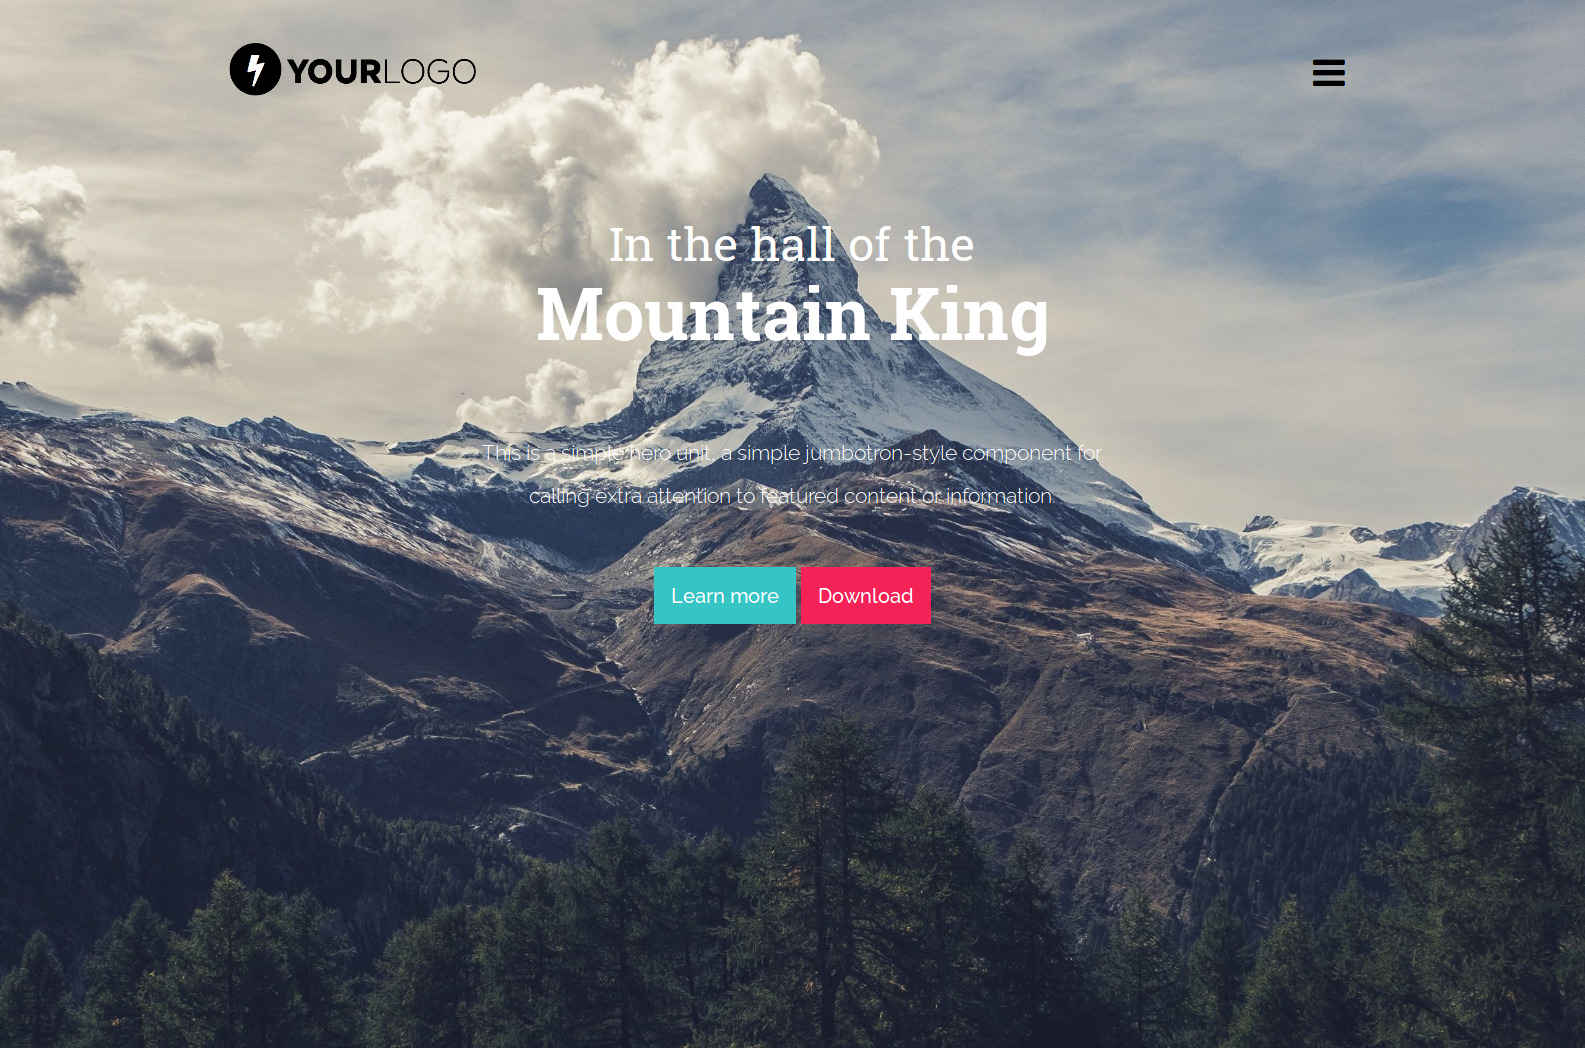 YOURLOGO
In the hall of the
Mountain King
This is a simple hero unit, a simple jumbotron-style component for
calling extra attention to featured content or information.
Learn more
Download